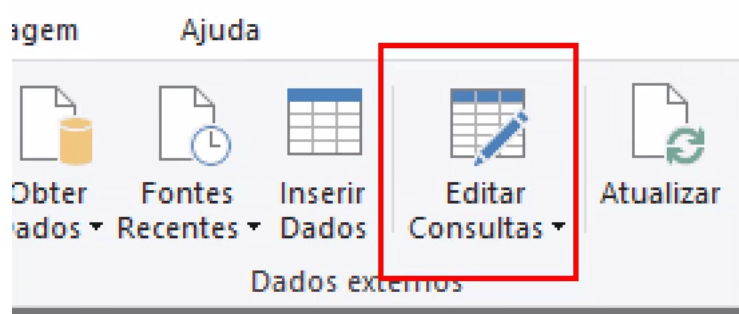 agem Ajuda
Obter Fontes Inserir Editar Atualizar
ados Recentes Dados Consultas
Dados externos